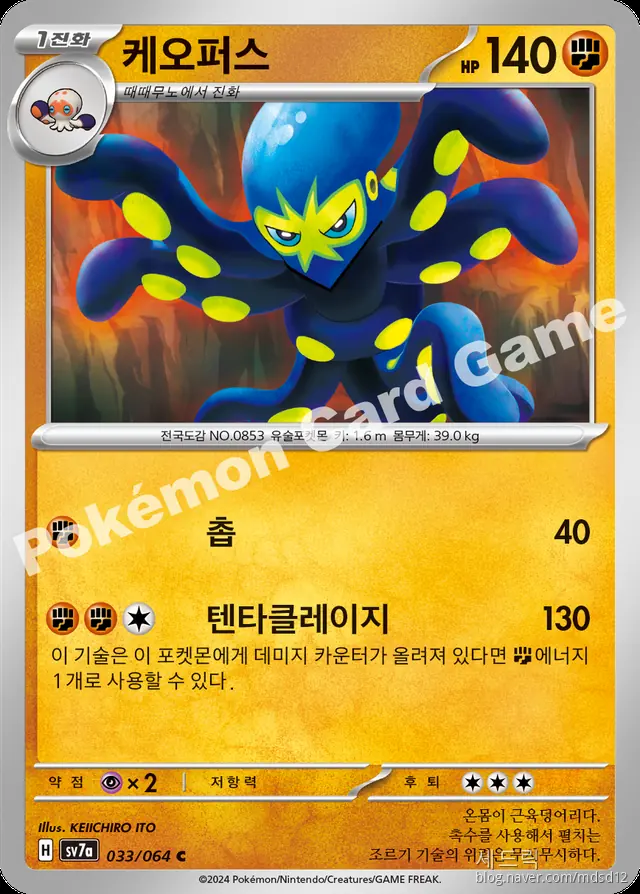 1진화
케오퍼스
HP 140
때때무노에서 진화
Pokémon Card Game
전국도감 NO.0853 유술포켓몬 키: 1.6 m 몸무게: 39.0 kg
촙 40
텐타클레이지 130
이 기술은 이 포켓몬에게 데미지 카운터가 올려져 있다면 에너지
1개로 사용할 수 있다.
약점 ×2 저항력 후퇴
Illus. KEIICHIRO ITO
H sv7a 033/064 C
온몸이 근육덩어리다.
촉수를 사용해서 펼치는
조르기 기술의 위력은 무시무시하다.
©2024 Pokémon/Nintendo/Creatures/GAME FREAK.
blog.naver.com/mdsd12